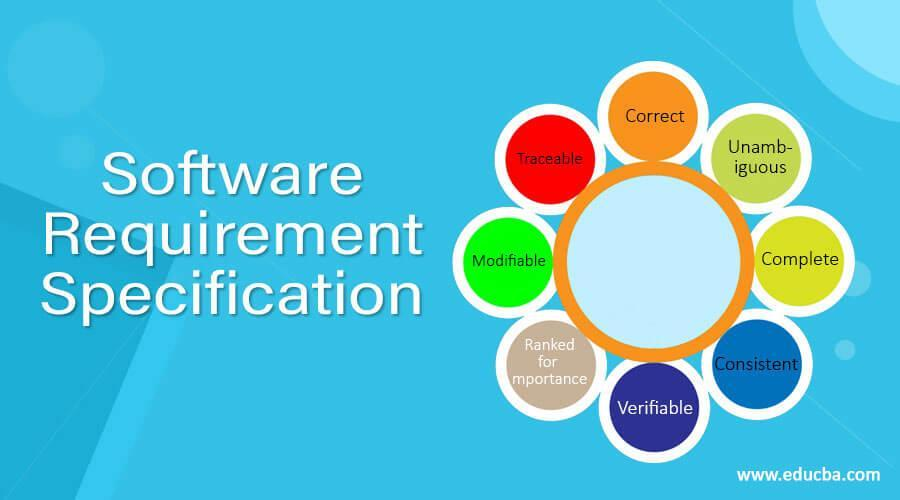 Software
Requirement
Specification
Correct
Unamb-
iguous
Complete
Consistent
Verifiable
Ranked
for
mportance
Modifiable
Traceable
www.educba.com